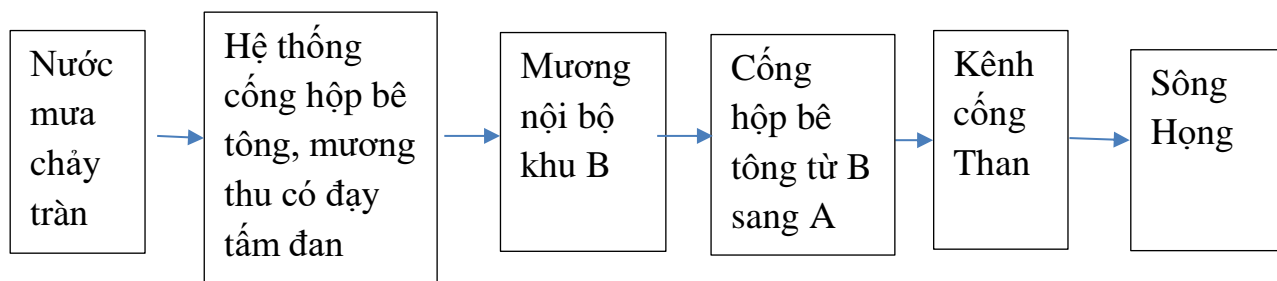 Nước
mưa
chảy
tràn
Hệ thống
cống hộp bê
tông, mương
thu có đạy
tấm đan
Mương
nội bộ
khu B
Cống
hộp bê
tông từ B
sang A
Kênh
cống
Than
Sông
Họng